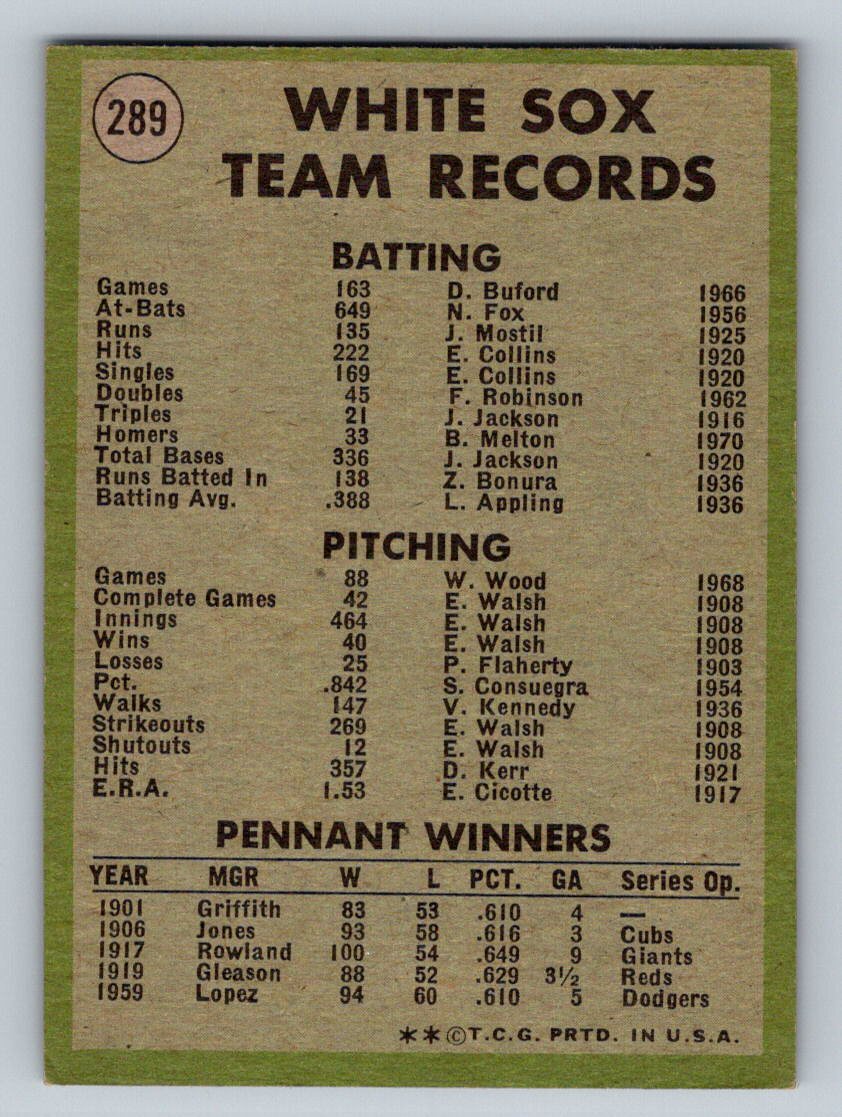 289
WHITE SOX
TEAM RECORDS
BATTING
Games 163 D. Buford 1966
At-Bats 649 N. Fox 1956
Runs 135 J. Mostil 1925
Hits 222 E. Collins 1920
Singles 169 E. Collins 1920
Doubles 45 F. Robinson 1962
Triples 21 J. Jackson 1916
Homers 33 B. Melton 1970
Total Bases 336 J. Jackson 1920
Runs Batted In 138 Z. Bonura 1936
Batting Avg. .388 L. Appling 1936
PITCHING
Games 88 W. Wood 1968
Complete Games 42 E. Walsh 1908
Innings 464 E. Walsh 1908
Wins 40 E. Walsh 1908
Losses 25 P. Flaherty 1903
Pct. .842 S. Consuegra 1954
Walks 147 V. Kennedy 1936
Strikeouts 269 E. Walsh 1908
Shutouts 12 E. Walsh 1908
Hits 357 D. Kerr 1921
E.R.A. 1.53 E. Cicotte 1917
PENNANT WINNERS
YEAR MGR W L PCT. GA Series Op.
1901 Griffith 83 53 .610 4 —
1906 Jones 93 58 .616 3 Cubs
1917 Rowland 100 54 .649 9 Giants
1919 Gleason 88 52 .629 3½ Reds
1959 Lopez 94 60 .610 5 Dodgers
**©T.C.G. PRTD. IN U.S.A.